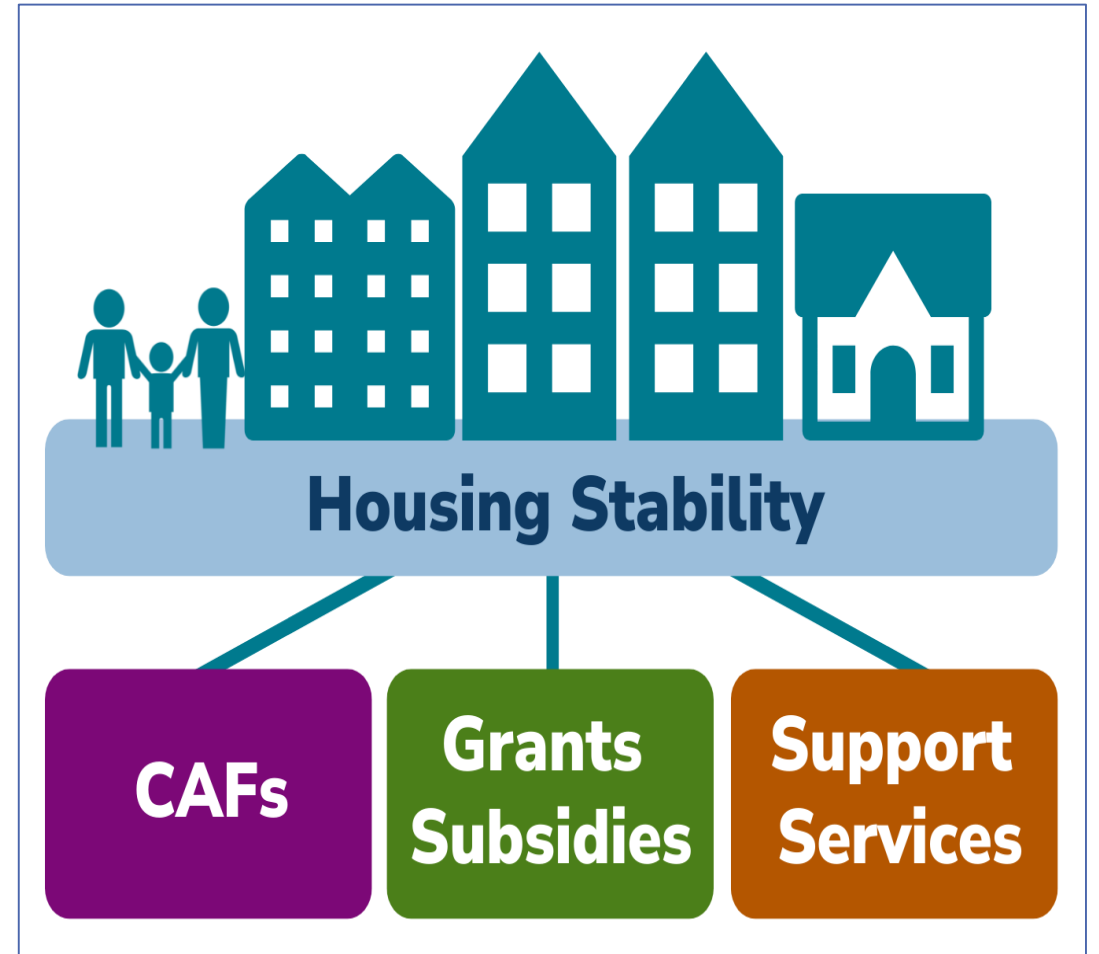 Housing Stability
CAFs
Grants
Subsidies
Support
Services